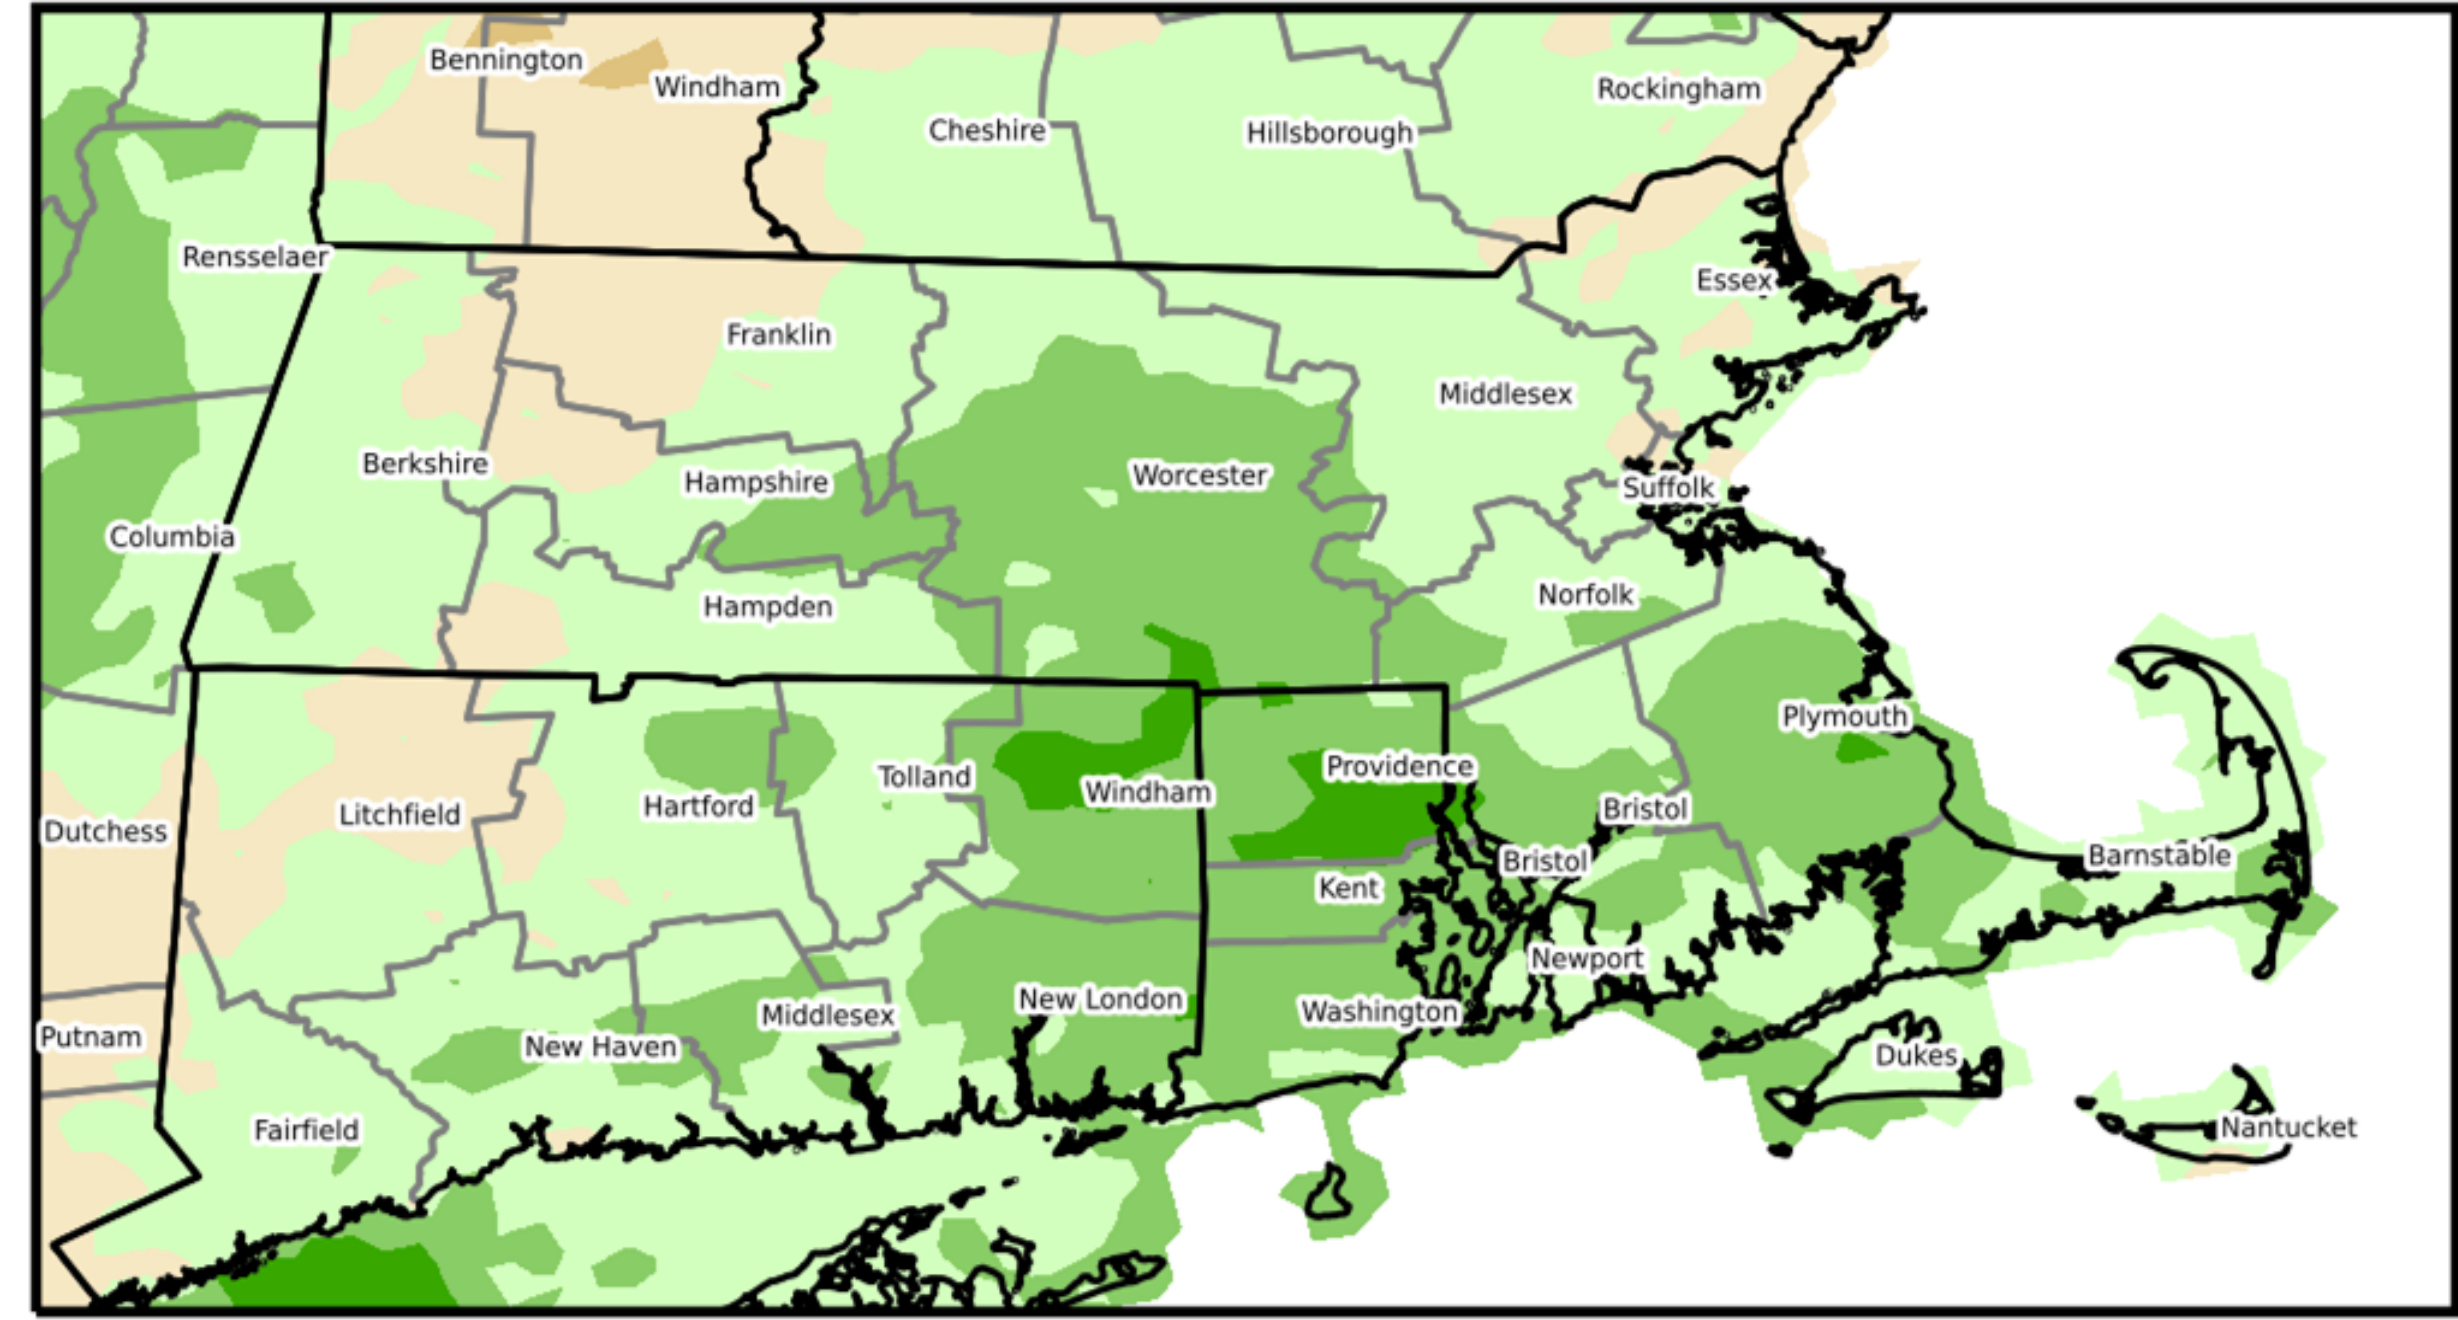 Bennington
Windham
Rockingham
Cheshire
Hillsborough
Rensselaer
Essex
Franklin
Middlesex
Berkshire
Hampshire
Worcester
Suffolk
Columbia
Hampden
Norfolk
Plymouth
Providence
Tolland
Windham
Hartford
Litchfield
Bristol
Dutchess
Barnstable
Bristol
Kent
Newport
New London
Washington
Middlesex
Putnam
New Haven
Dukes
Fairfield
Nantucket